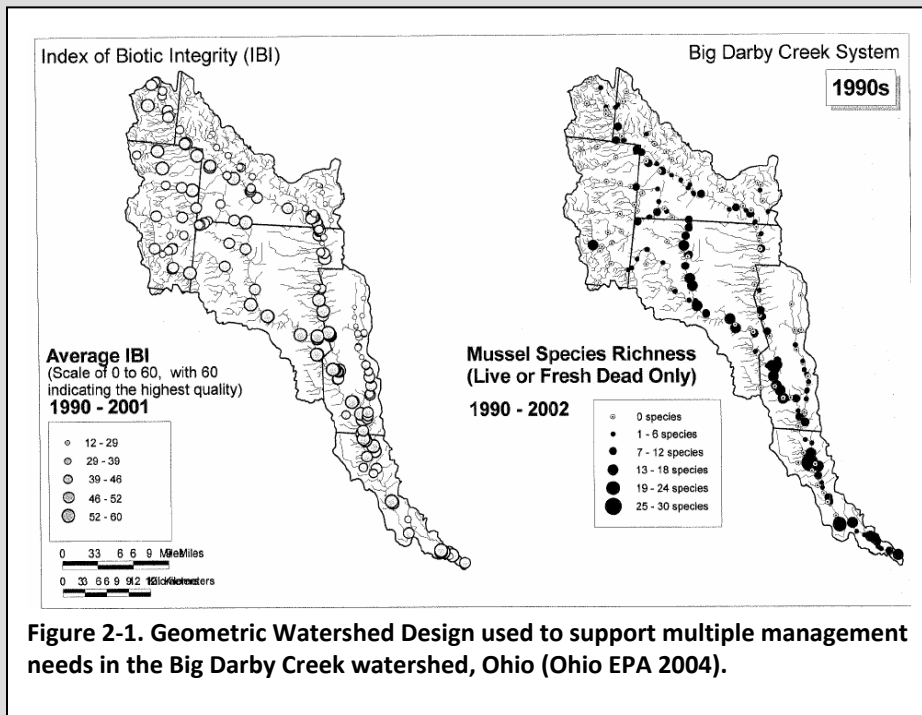 Index of Biotic Integrity (IBI)
Big Darby Creek System
1990s
Average IBI
(Scale of 0 to 60, with 60
indicating the highest quality)
1990 - 2001
12 - 29
29 - 39
39 - 46
46 - 52
52 - 60
Mussel Species Richness
(Live or Fresh Dead Only)
1990 - 2002
0 species
1 - 6 species
7 - 12 species
13 - 18 species
19 - 24 species
25 - 30 species
Figure 2-1. Geometric Watershed Design used to support multiple management
needs in the Big Darby Creek watershed, Ohio (Ohio EPA 2004).